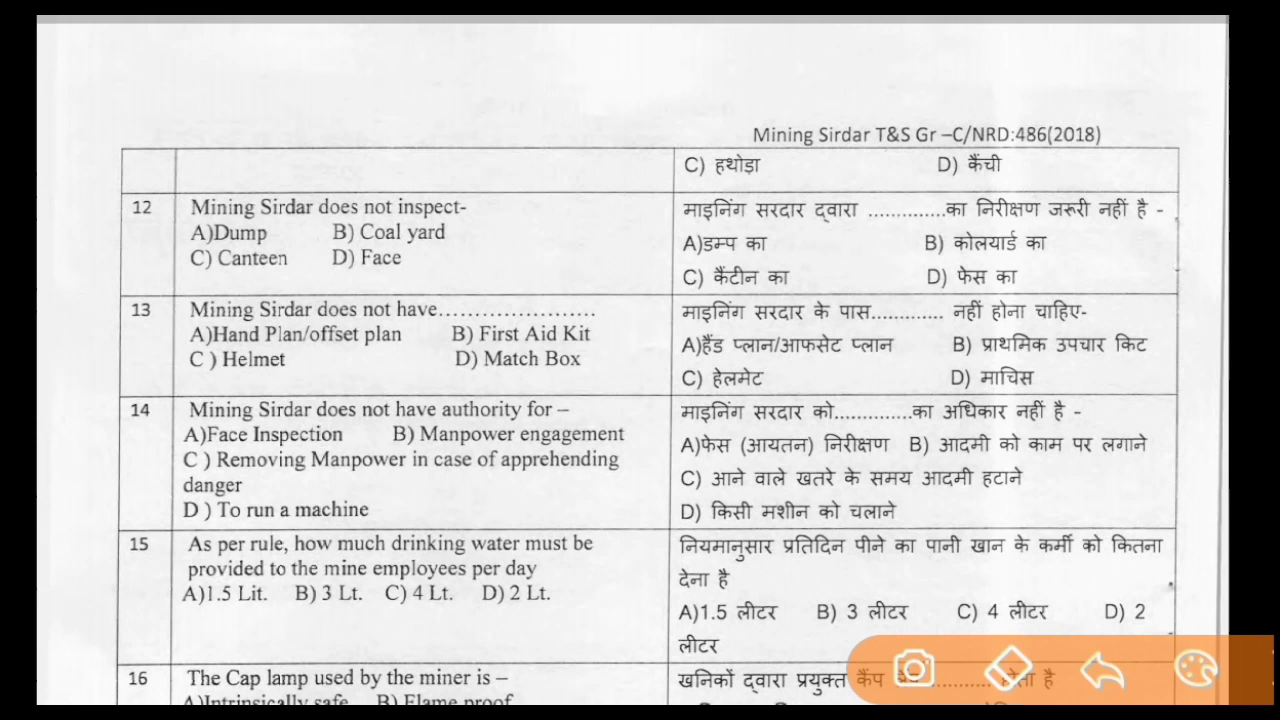 Mining Sirdar T&S Gr –C/NRD:486(2018)
C) हथोड़ा D) कैंची
12 Mining Sirdar does not inspect-
A)Dump B) Coal yard
C) Canteen D) Face
माइनिंग सरदार द्वारा ..............का निरीक्षण जरूरी नहीं है -
A)डम्प का B) कोलयार्ड का
C) कैंटीन का D) फेस का
13 Mining Sirdar does not have......................
A)Hand Plan/offset plan B) First Aid Kit
C ) Helmet D) Match Box
माइनिंग सरदार के पास............ नहीं होना चाहिए-
A)हैंड प्लान/आफसेट प्लान B) प्राथमिक उपचार किट
C) हेलमेट D) माचिस
14 Mining Sirdar does not have authority for –
A)Face Inspection B) Manpower engagement
C ) Removing Manpower in case of apprehending
danger
D ) To run a machine
माइनिंग सरदार को..............का अधिकार नहीं है -
A)फेस (आयतन) निरीक्षण B) आदमी को काम पर लगाने
C) आने वाले खतरे के समय आदमी हटाने
D) किसी मशीन को चलाने
15 As per rule, how much drinking water must be
provided to the mine employees per day
A)1.5 Lit. B) 3 Lt. C) 4 Lt. D) 2 Lt.
नियमानुसार प्रतिदिन पीने का पानी खान के कर्मी को कितना
देना है
A)1.5 लीटर B) 3 लीटर C) 4 लीटर D) 2
लीटर
16 The Cap lamp used by the miner is –
A)Intrinsically safe B) Flame proof
खनिकों द्वारा प्रयुक्त कैंप ............ होता है